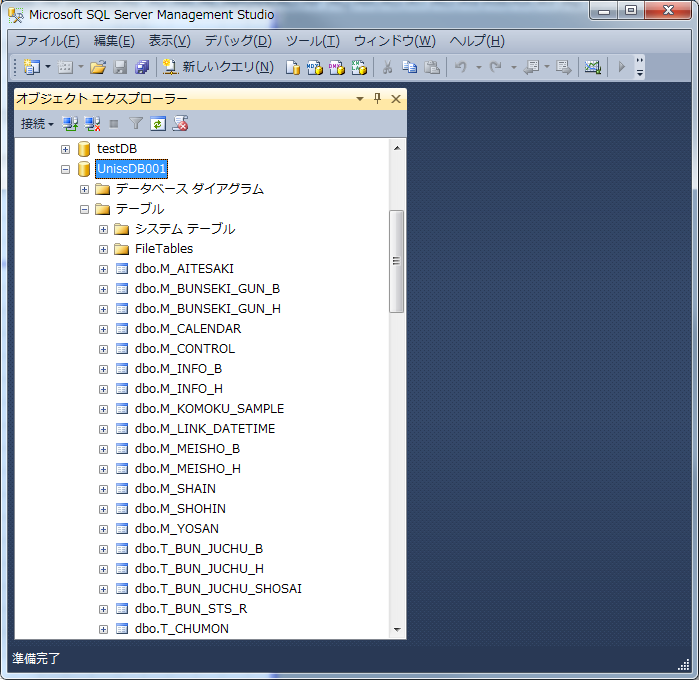 Microsoft SQL Server Management Studio
ファイル(F) 編集(E) 表示(V) デバッグ(D) ツール(T) ウィンドウ(W) ヘルプ(H)
新しいクエリ(N)
オブジェクト エクスプローラー
接続
testDB
UnissDB001
データベース ダイアグラム
テーブル
システム テーブル
FileTables
dbo.M_AITESAKI
dbo.M_BUNSEKI_GUN_B
dbo.M_BUNSEKI_GUN_H
dbo.M_CALENDAR
dbo.M_CONTROL
dbo.M_INFO_B
dbo.M_INFO_H
dbo.M_KOMOKU_SAMPLE
dbo.M_LINK_DATETIME
dbo.M_MEISHO_B
dbo.M_MEISHO_H
dbo.M_SHAIN
dbo.M_SHOHIN
dbo.M_YOSAN
dbo.T_BUN_JUCHU_B
dbo.T_BUN_JUCHU_H
dbo.T_BUN_JUCHU_SHOSAI
dbo.T_BUN_STS_R
dbo.T_CHUMON
準備完了